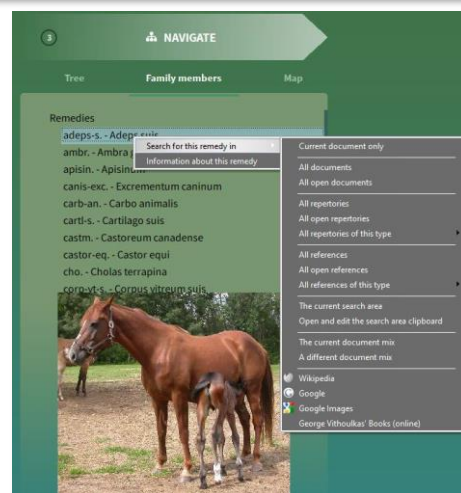 3
NAVIGATE
Tree Family members Map
Remedies
adeps-s. - Adeps suis
ambr. - Ambra
apisin. - Apisinum
canis-exc. - Excrementum caninum
carb-an. - Carbo animalis
cartl-s. - Cartilago suis
castm. - Castoreum canadense
castor-eq. - Castor equi
cho. - Cholas terrapina
corp-vt-s. - Corpus vitreum suis
Search for this remedy in
Information about this remedy
Current document only
All documents
All open documents
All repertories
All open repertories
All repertories of this type
All references
All open references
All references of this type
The current search area
Open and edit the search area clipboard
The current document mix
A different document mix
Wikipedia
Google
Google Images
George Vithoulkas' Books (online)